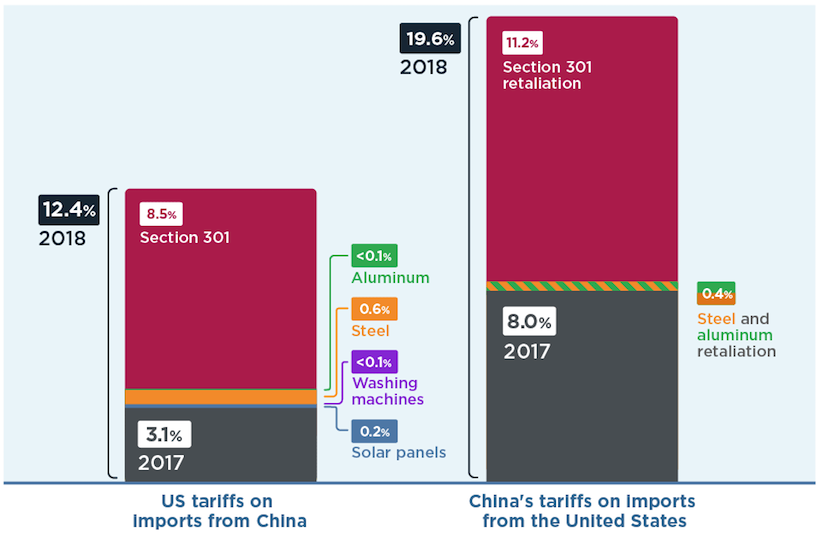 12.4%
2018
8.5%
Section 301
3.1%
2017
<0.1%
Aluminum
0.6%
Steel
<0.1%
Washing
machines
0.2%
Solar panels
US tariffs on
imports from China
19.6%
2018
11.2%
Section 301
retaliation
8.0%
2017
0.4%
Steel and
aluminum
retaliation
China's tariffs on imports
from the United States